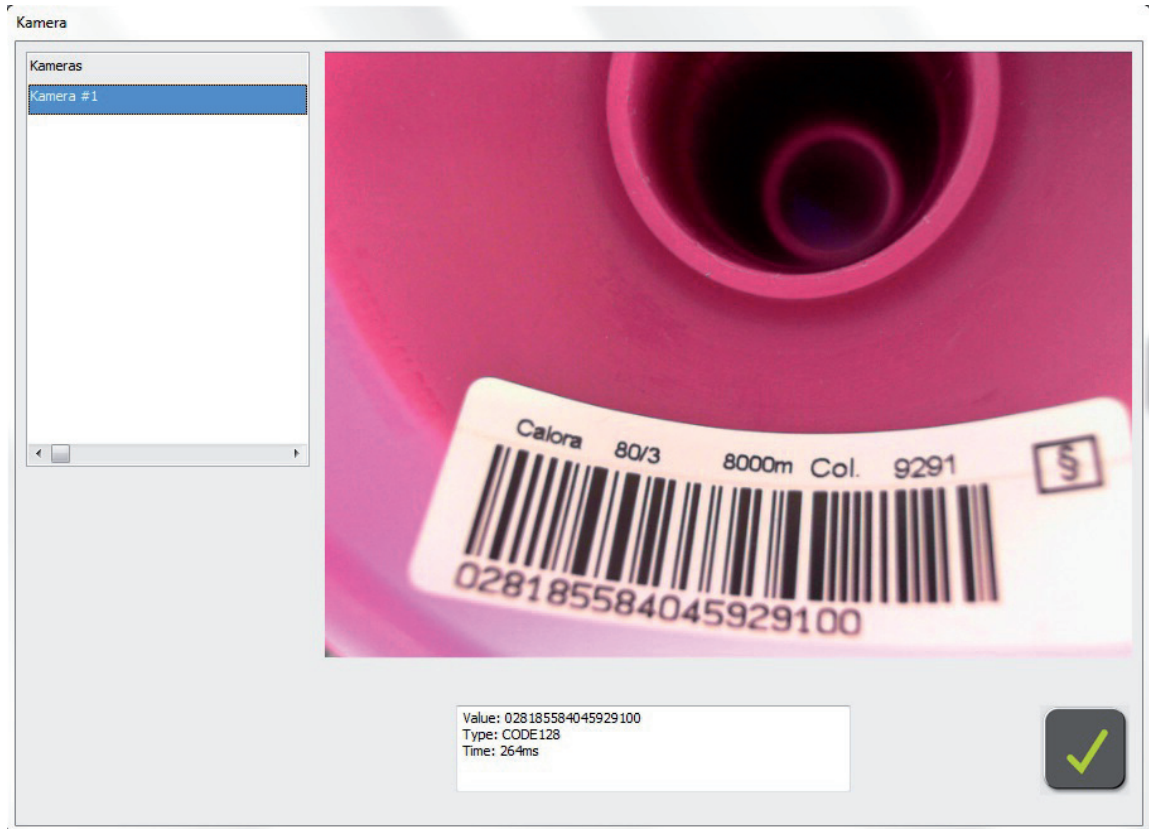 Kamera
Kameras
Kamera #1
Calora 80/3 8000m Col. 9291 §
028185584045929100
Value: 028185584045929100
Type: CODE128
Time: 264ms